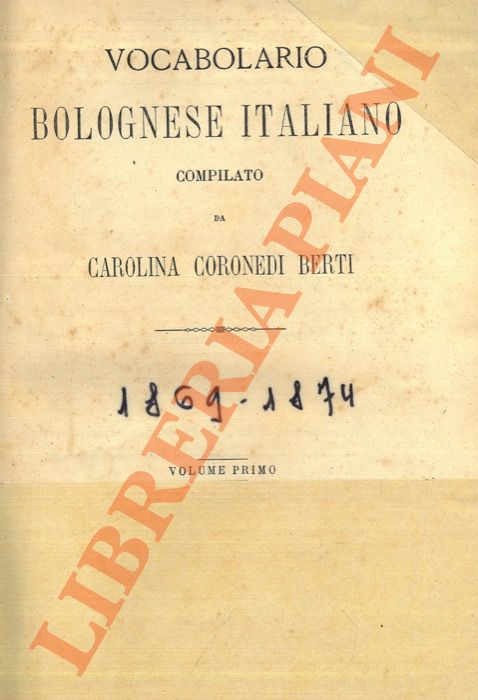 VOCABOLARIO
BOLOGNESE ITALIANO
COMPILATO
DA
CAROLINA CORONEDI BERTI
1869-1874
VOLUME PRIMO
LIBRERIA PIANI